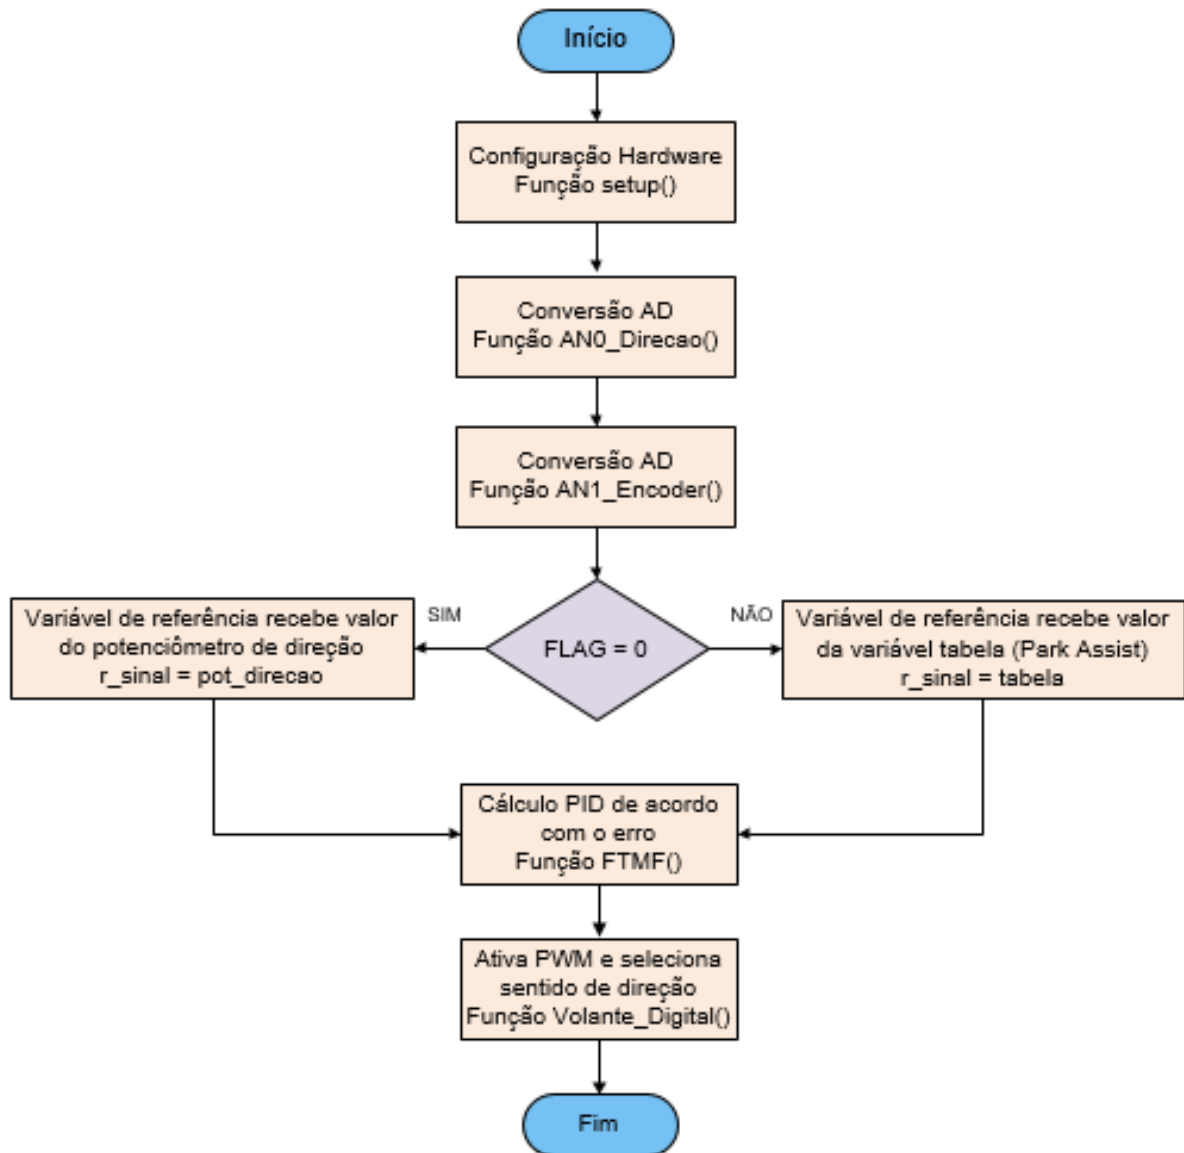 Início
Configuração Hardware
Função setup()
Conversão AD
Função AN0_Direcao()
Conversão AD
Função AN1_Encoder()
Variável de referência recebe valor
do potenciômetro de direção
r_sinal = pot_direcao
SIM
FLAG = 0
NÃO
Variável de referência recebe valor
da variável tabela (Park Assist)
r_sinal = tabela
Cálculo PID de acordo
com o erro
Função FTMF()
Ativa PWM e seleciona
sentido de direção
Função Volante_Digital()
Fim